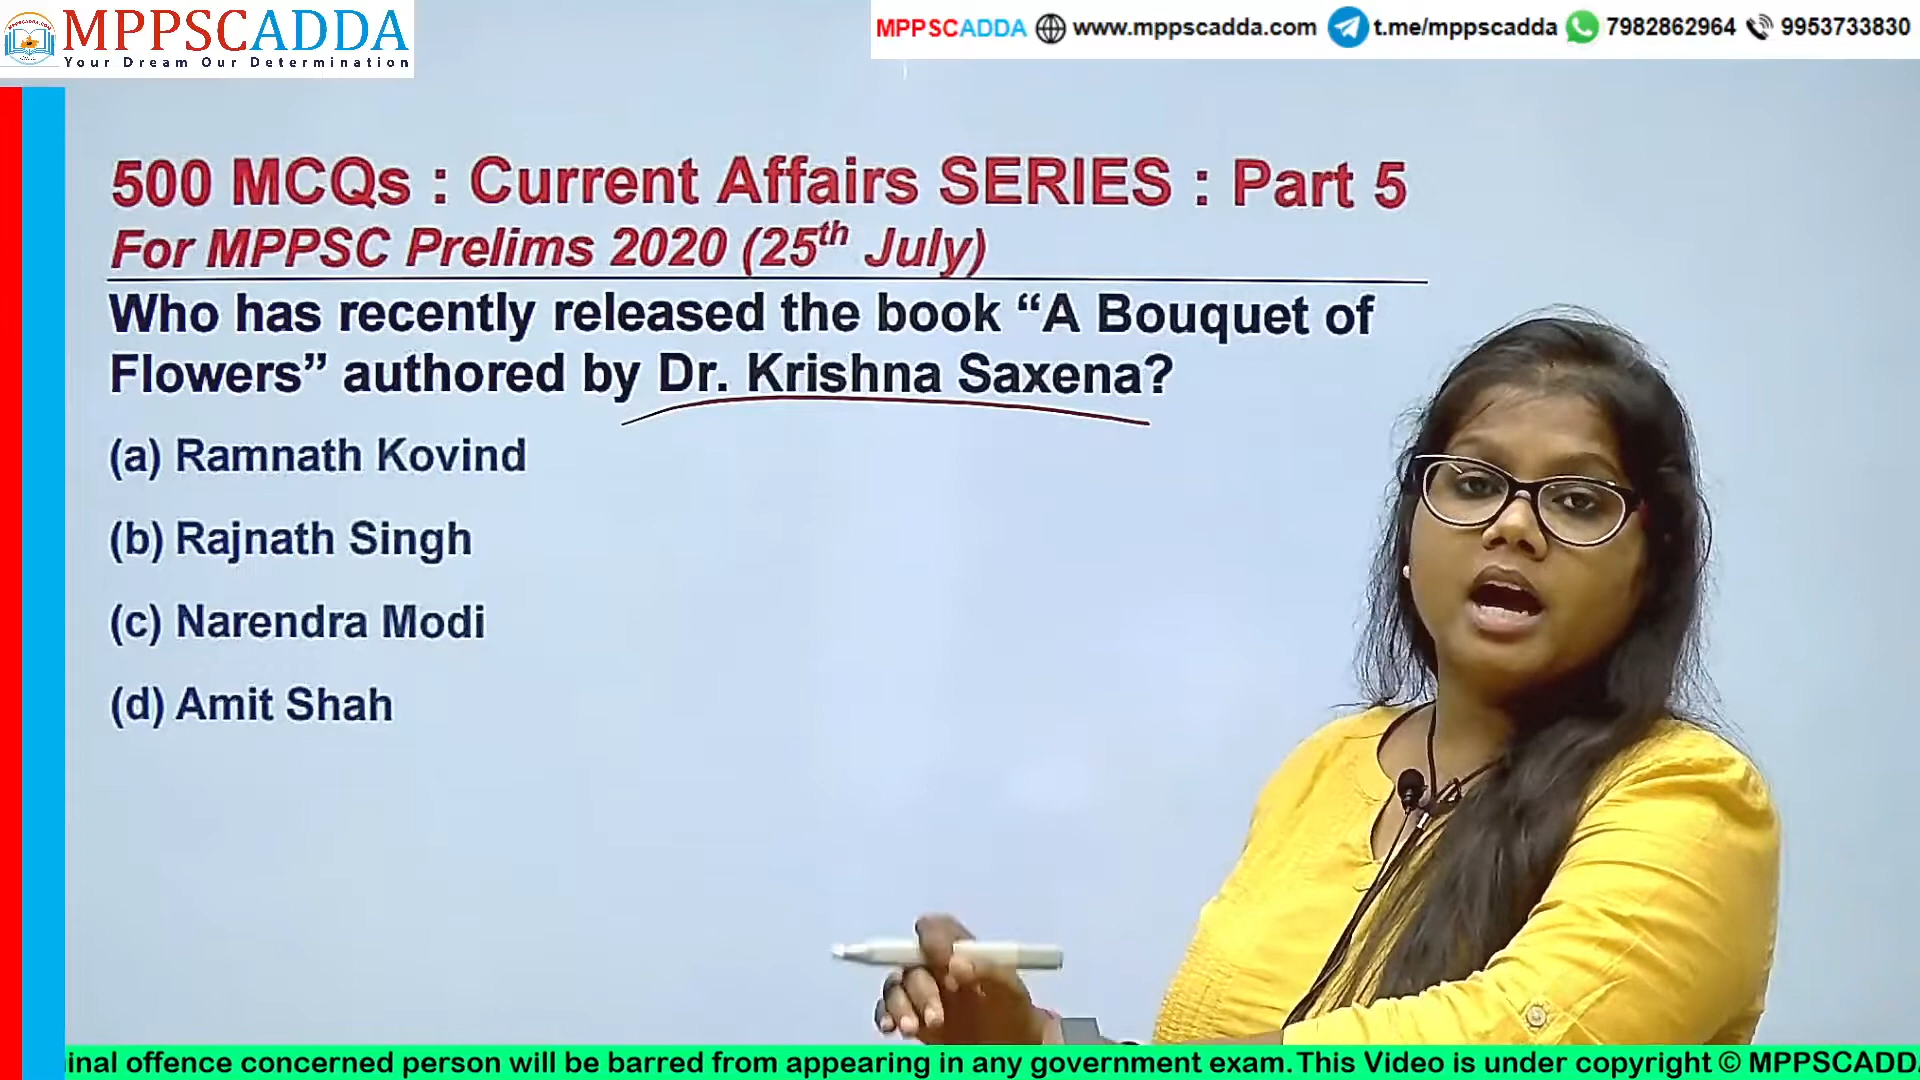 MPPSCADDA
Your Dream Our Determination
MPPSCADDA www.mppscadda.com t.me/mppscadda 7982862964 9953733830
500 MCQs : Current Affairs SERIES : Part 5
For MPPSC Prelims 2020 (25th July)
Who has recently released the book “A Bouquet of
Flowers” authored by Dr. Krishna Saxena?
(a) Ramnath Kovind
(b) Rajnath Singh
(c) Narendra Modi
(d) Amit Shah
inal offence concerned person will be barred from appearing in any government exam. This Video is under copyright © MPPSCADD